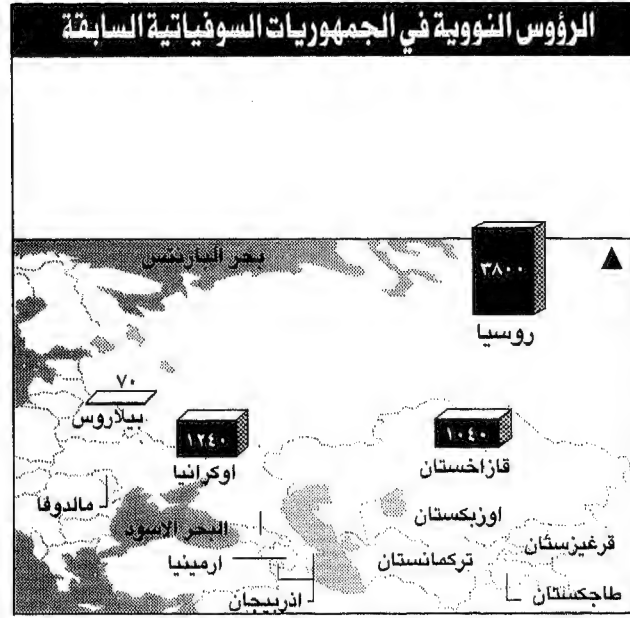 الرؤوس النووية في الجمهوريات السوفياتية السابقة
بحر البارنتس
٣٨٠٠
روسيا
٧٠
بيلاروس
١٢٤٠
اوكرانيا
١٠٤٠
قازاخستان
مالدوفا
البحر الاسود
اوزبكستان
قرغيزستان
ارمينيا
تركمانستان
اذربيجان
طاجكستان